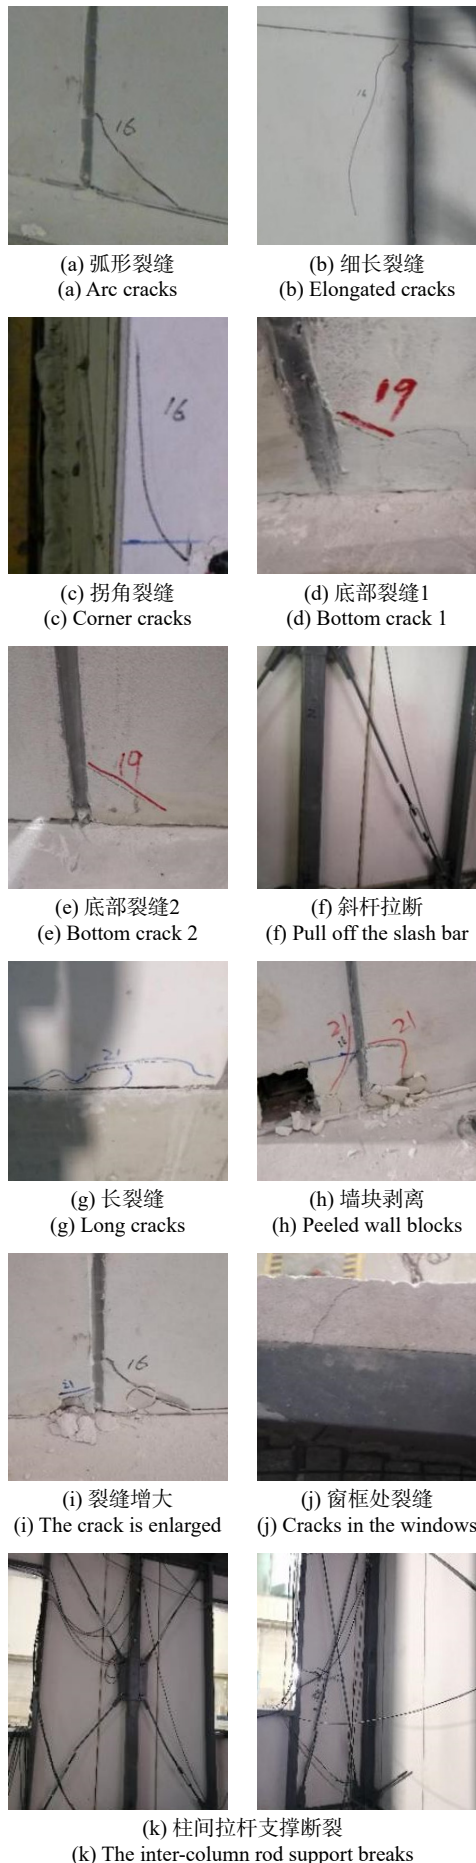 16
16
(a) 弧形裂缝
(a) Arc cracks
(b) 细长裂缝
(b) Elongated cracks
16
19
(c) 拐角裂缝
(c) Corner cracks
(d) 底部裂缝1
(d) Bottom crack 1
19
(e) 底部裂缝2
(e) Bottom crack 2
(f) 斜杆拉断
(f) Pull off the slash bar
21
21
21
(g) 长裂缝
(g) Long cracks
(h) 墙块剥离
(h) Peeled wall blocks
16
(i) 裂缝增大
(i) The crack is enlarged
(j) 窗框处裂缝
(j) Cracks in the windows
(k) 柱间拉杆支撑断裂
(k) The inter-column rod support breaks